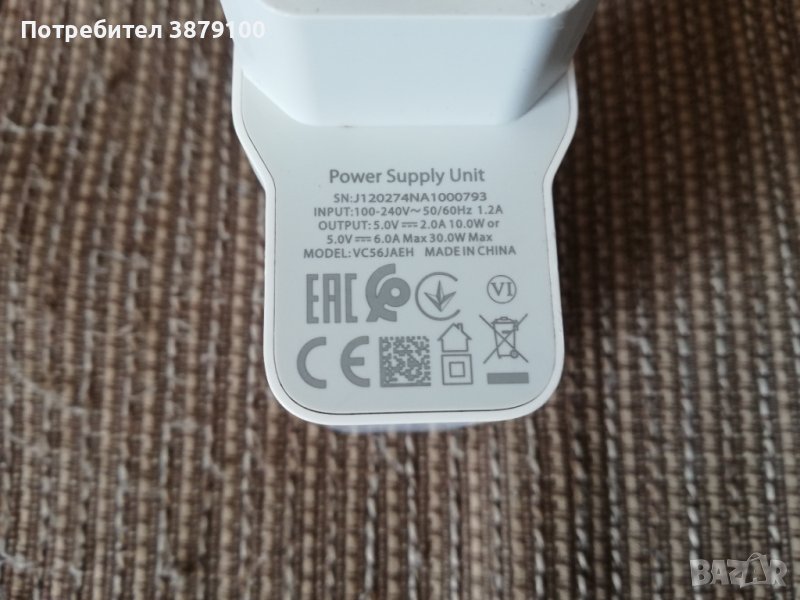 Потребител 3879100
Power Supply Unit
SN:J120274NA1000793
INPUT:100-240V~50/60Hz 1.2A
OUTPUT: 5.0V⎓2.0A 10.0W or
5.0V⎓6.0A Max 30.0W Max
MODEL: VC56JAEH MADE IN CHINA
EAC
VI
CE
BAZAR